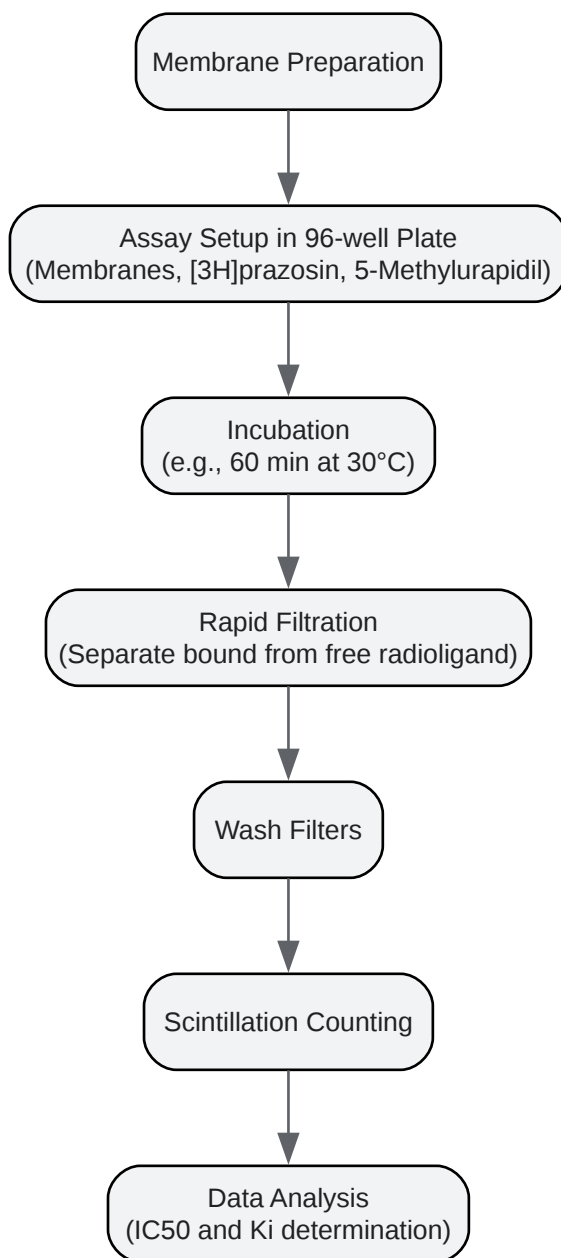 Membrane Preparation
Assay Setup in 96-well Plate
(Membranes, [3H]prazosin, 5-Methylurapidil)
Incubation
(e.g., 60 min at 30°C)
Rapid Filtration
(Separate bound from free radioligand)
Wash Filters
Scintillation Counting
Data Analysis
(IC50 and Ki determination)